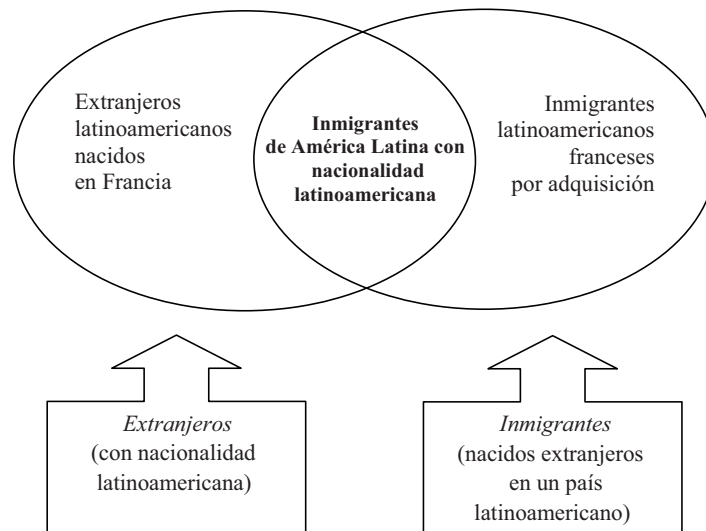 Extranjeros
latinoamericanos
nacidos
en Francia
Inmigrantes
de América Latina con
nacionalidad
latinoamericana
Inmigrantes
latinoamericanos
franceses
por adquisición
Extranjeros
(con nacionalidad
latinoamericana)
Inmigrantes
(nacidos extranjeros
en un país
latinoamericano)